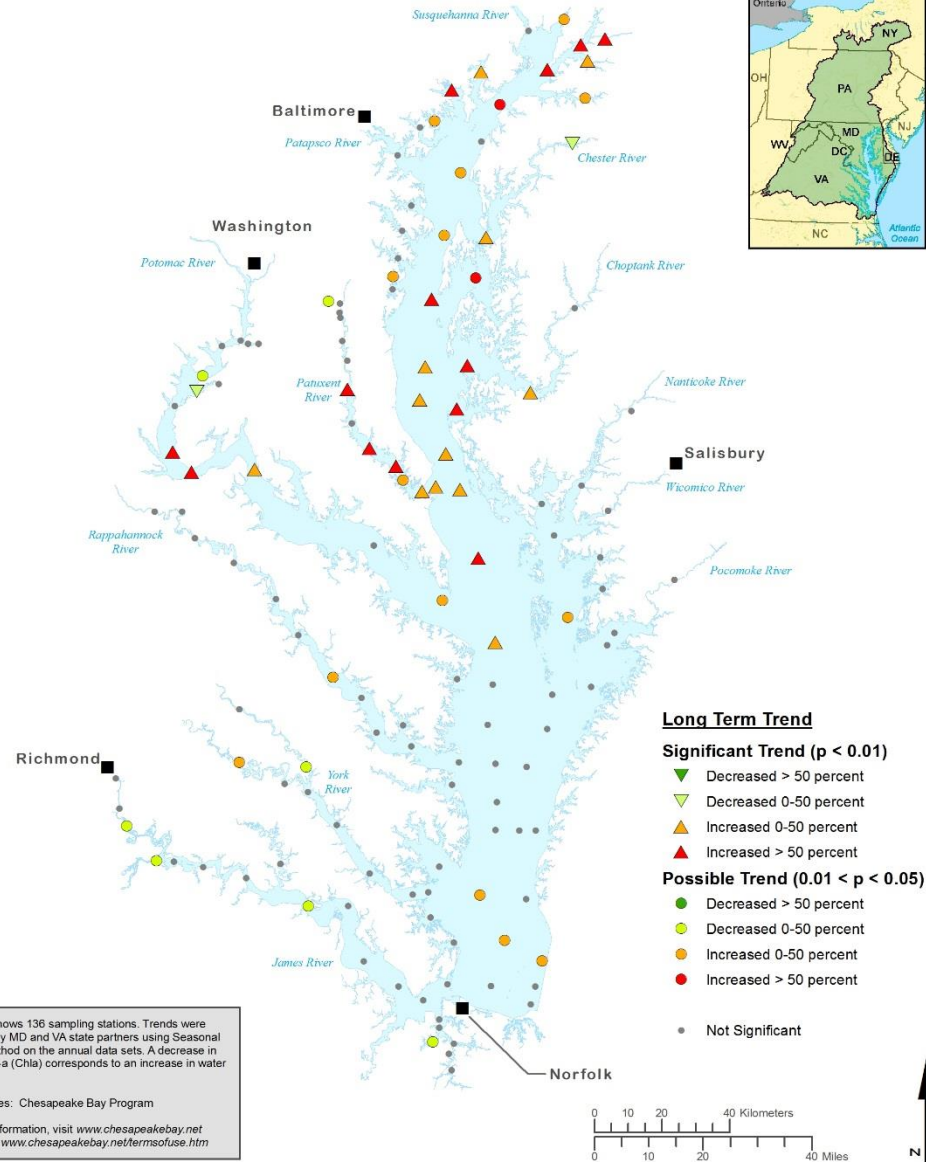 Susquehanna River
Baltimore
Patapsco River
Chester River
Washington
Potomac River
Choptank River
Patuxent
River
Nanticoke River
Salisbury
Wicomico River
Rappahannock
River
Pocomoke River
Richmond
York
River
James River
Norfolk
Ontario
NY
OH
PA
NJ
MD
WV
DC
DE
VA
NC
Atlantic
Ocean
Long Term Trend
Significant Trend (p < 0.01)
Decreased > 50 percent
Decreased 0-50 percent
Increased 0-50 percent
Increased > 50 percent
Possible Trend (0.01 < p < 0.05)
Decreased > 50 percent
Decreased 0-50 percent
Increased 0-50 percent
Increased > 50 percent
Not Significant
136 sampling stations. Trends were
MD and VA state partners using Seasonal
on the annual data sets. A decrease in
-a (Chla) corresponds to an increase in water
Chesapeake Bay Program
visit www.chesapeakebay.net
www.chesapeakebay.net/termsofuse.htm
0 10 20 40 Kilometers
0 10 20 40 Miles
N